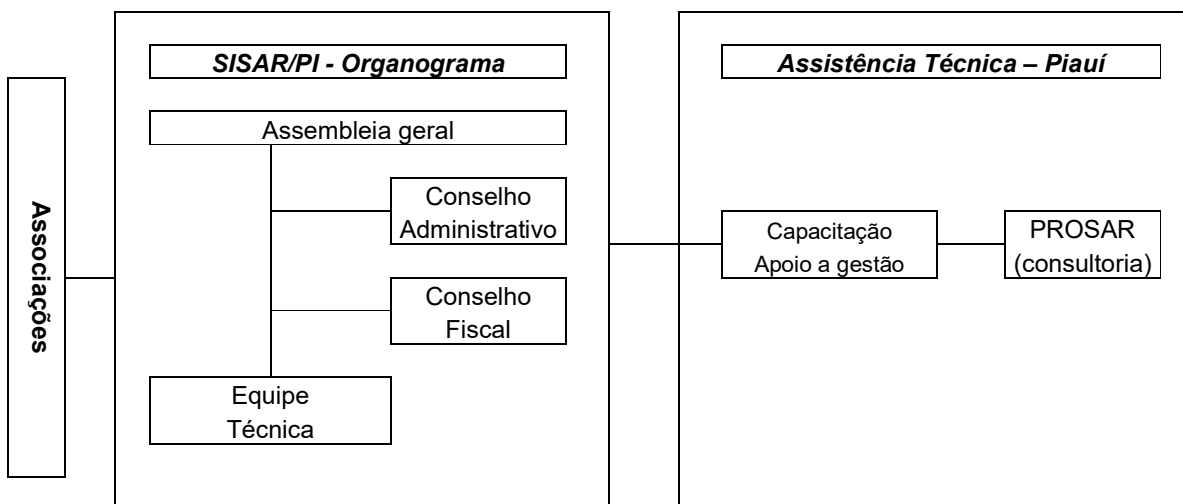 Associações
SISAR/PI - Organograma
Assembleia geral
Conselho
Administrativo
Conselho
Fiscal
Equipe
Técnica
Assistência Técnica – Piauí
Capacitação
Apoio a gestão
PROSAR
(consultoria)